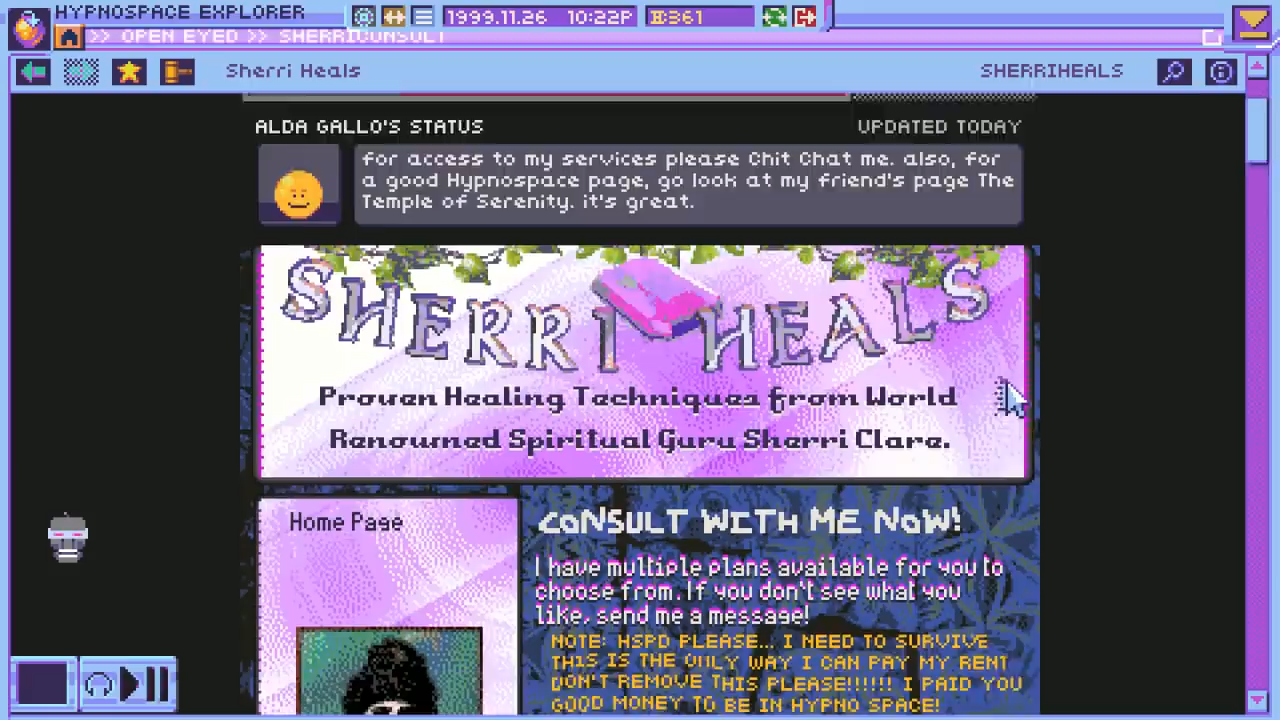 HYPNOSPACE EXPLORER
1999.11.26 10:22P
361
>> OPEN EYED >> SHERRICONSULT
Sherri Heals
SHERRIHEALS
ALDA GALLO'S STATUS
UPDATED TODAY
for access to my services please Chit Chat me. also, for
a good Hypnospace page, go look at my friend's page The
Temple of Serenity. it's great.
SHERRI HEALS
Proven Healing Techniques from World
Renowned Spiritual Guru Sherri Clare.
Home Page
CONSULT WITH ME NOW!
I have multiple plans available for you to
choose from. If you don't see what you
like, send me a message!
NOTE: HSPD PLEASE... I NEED TO SURVIVE
THIS IS THE ONLY WAY I CAN PAY MY RENT
DON'T REMOVE THIS PLEASE!!!!!! I PAID YOU
GOOD MONEY TO BE IN HYPNO SPACE!